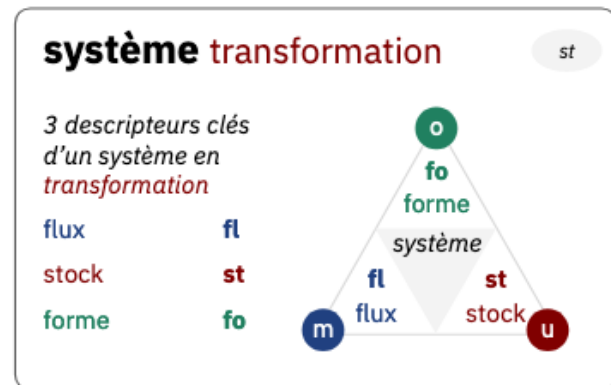 système transformation
st
3 descripteurs clés
d'un système en
transformation
flux fl
stock st
forme fo
o
fo
forme
système
fl st
flux stock
m u